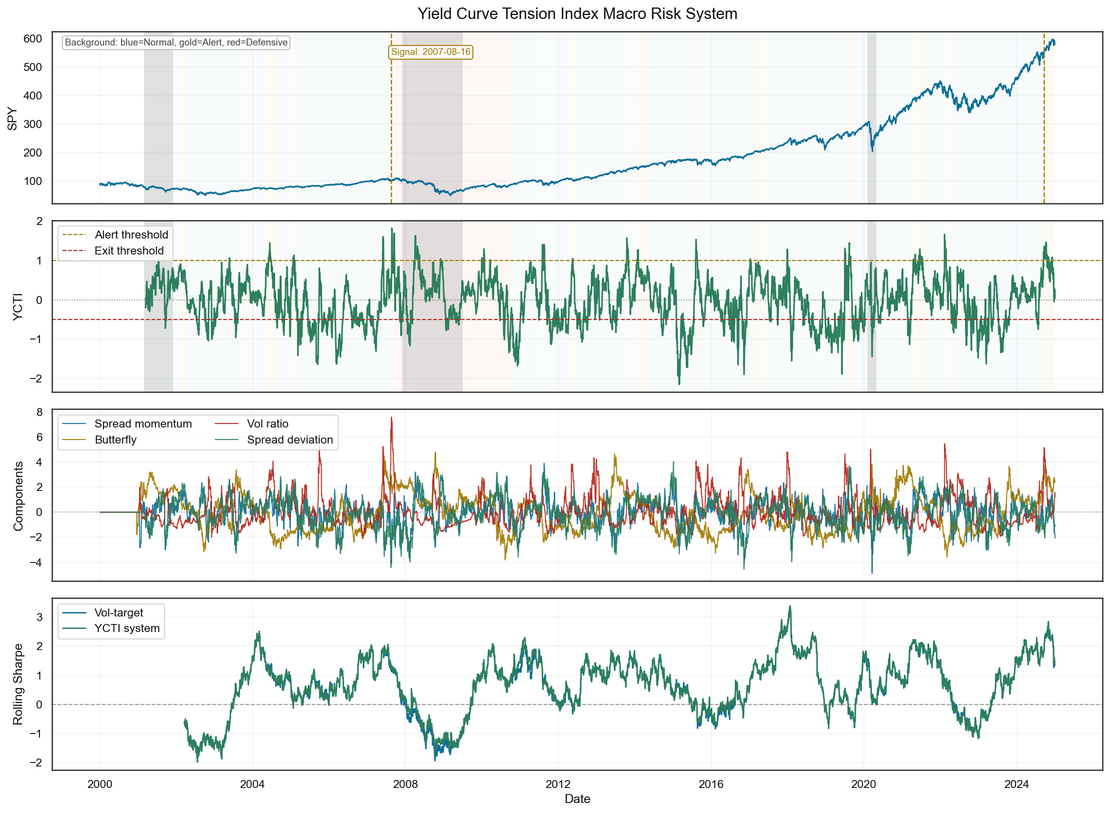 Yield Curve Tension Index Macro Risk System
Background: blue=Normal, gold=Alert, red=Defensive
Signal: 2007-08-16
600
500
400
300
200
100
SPY
Alert threshold
Exit threshold
2
1
0
−1
−2
YCTI
Spread momentum
Butterfly
Vol ratio
Spread deviation
8
6
4
2
0
−2
−4
Components
Vol-target
YCTI system
3
2
1
0
−1
−2
Rolling Sharpe
2000 2004 2008 2012 2016 2020 2024
Date